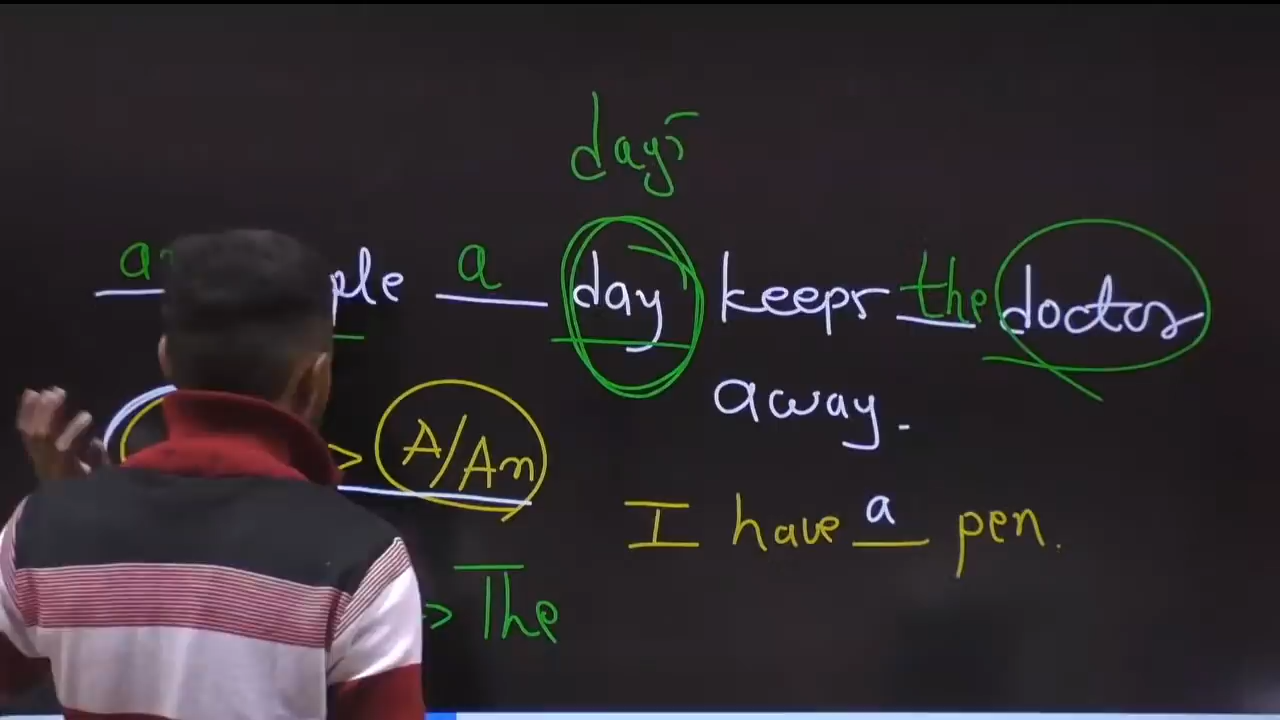 days
ple a day keeps the doctor
away.
> A/An
I have a pen.
> The